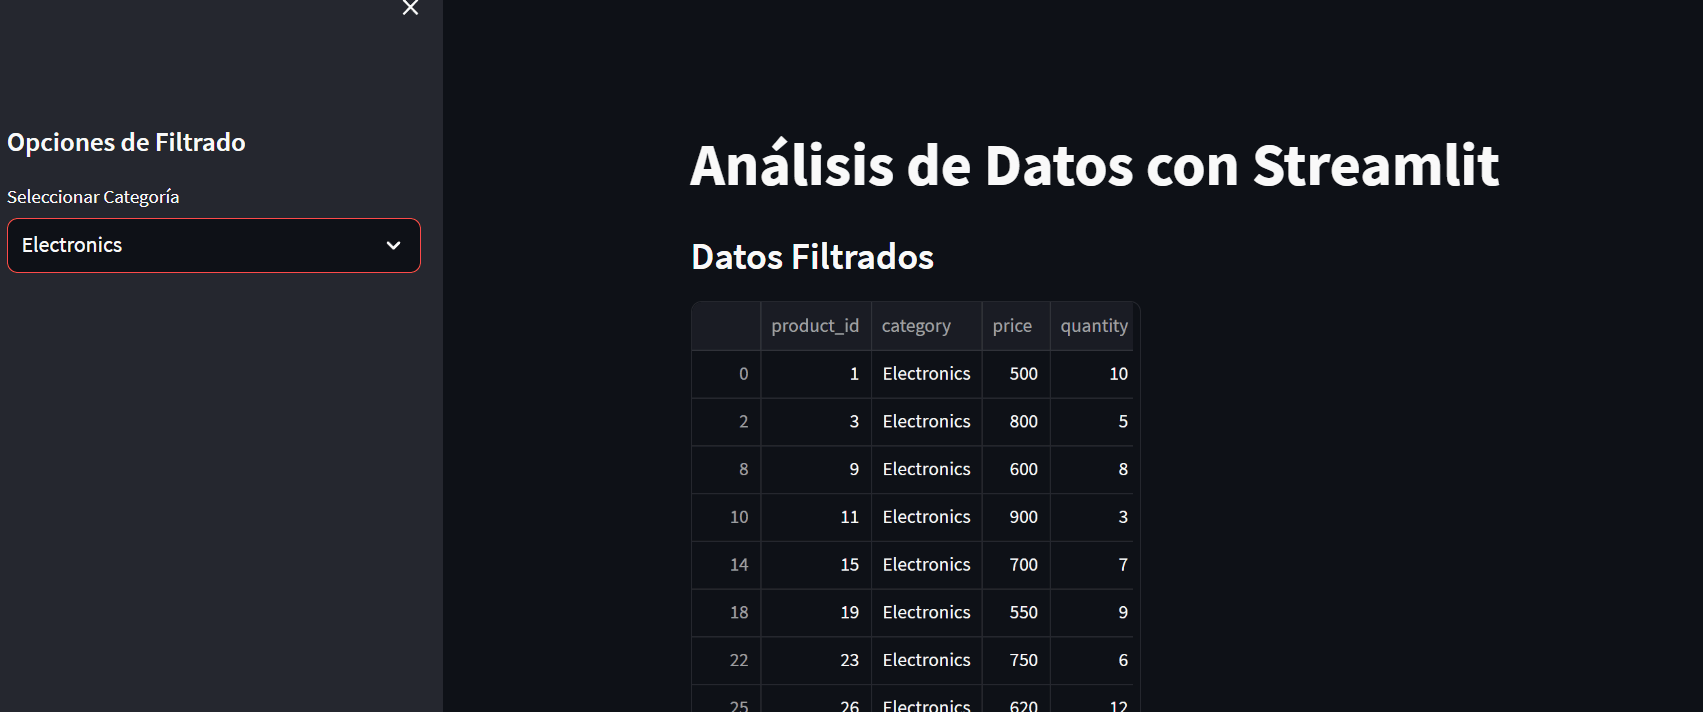 Opciones de Filtrado
Seleccionar Categoría
Electronics
Análisis de Datos con Streamlit
Datos Filtrados
product_id category price quantity
0 1 Electronics 500 10
2 3 Electronics 800 5
8 9 Electronics 600 8
10 11 Electronics 900 3
14 15 Electronics 700 7
18 19 Electronics 550 9
22 23 Electronics 750 6
25 26 Electronics 620 12